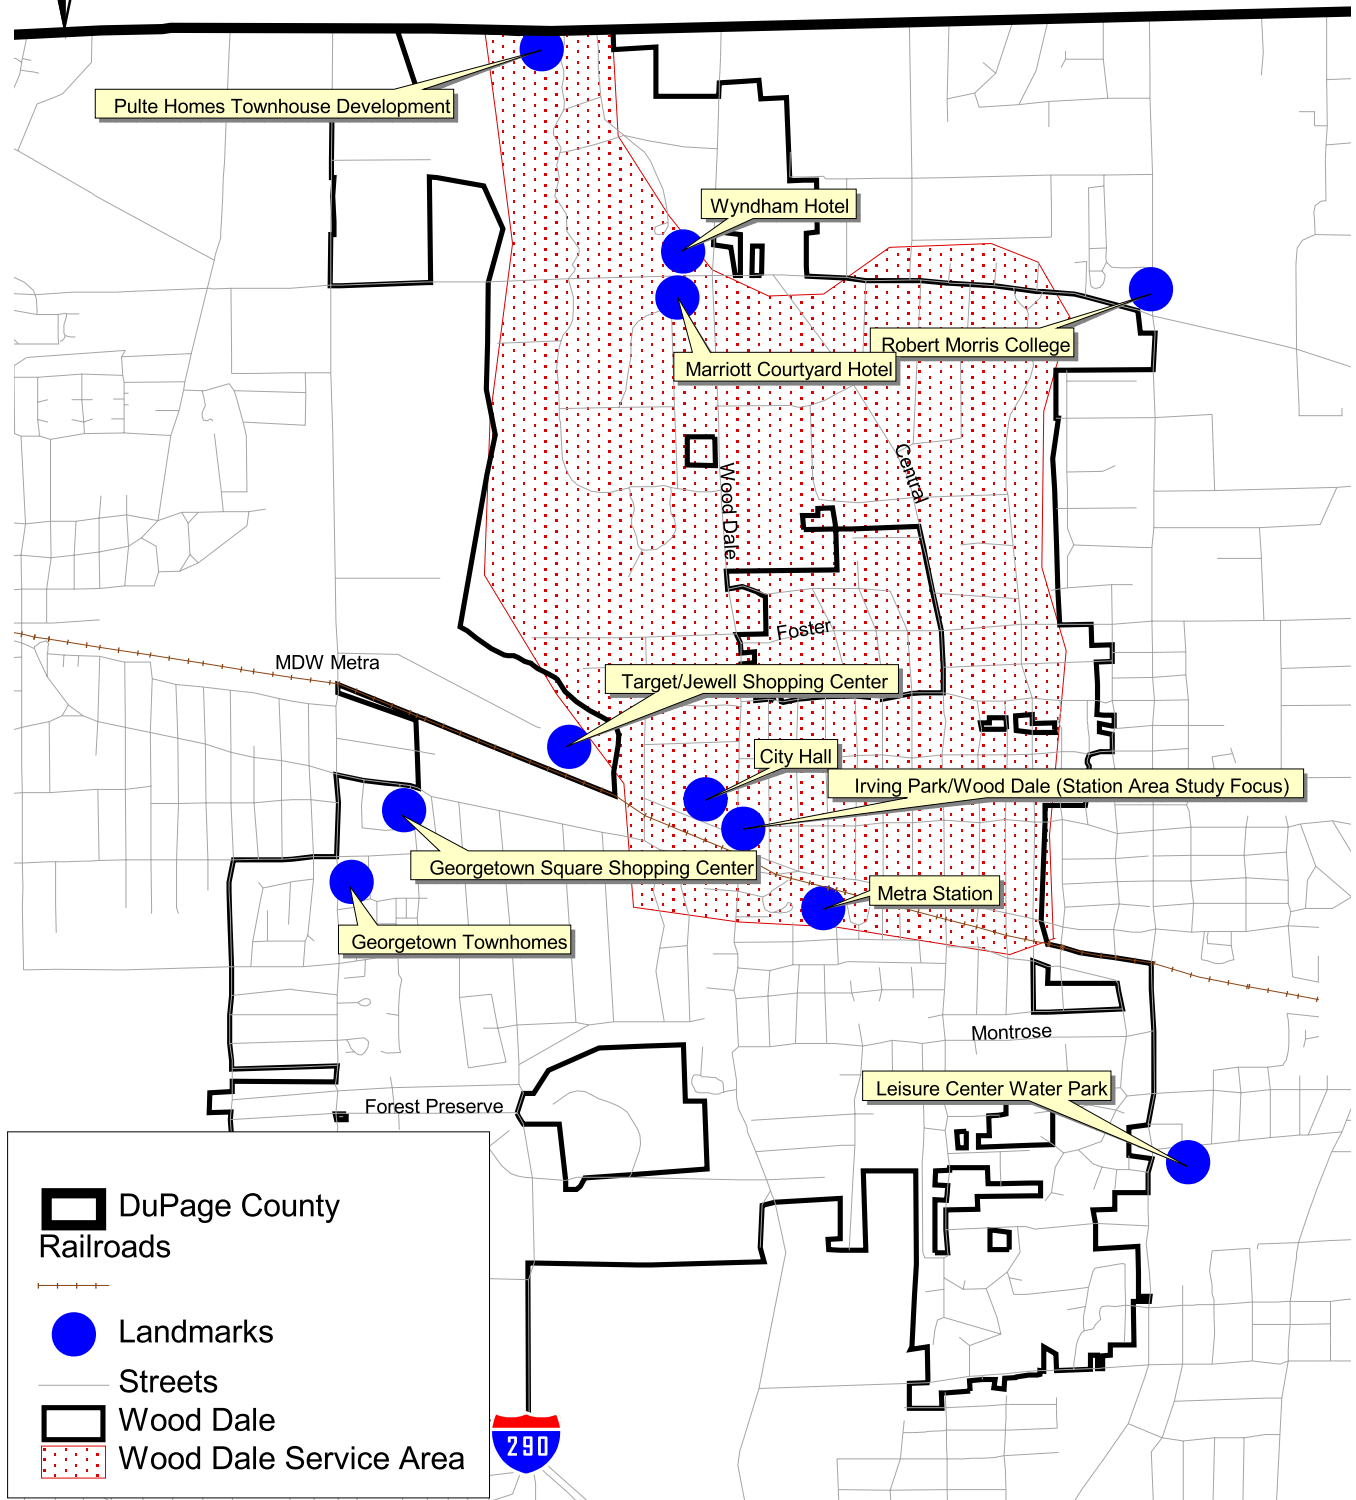 Pulte Homes Townhouse Development
Wyndham Hotel
Robert Morris College
Marriott Courtyard Hotel
Central
Wood Dale
Foster
MDW Metra
Target/Jewell Shopping Center
City Hall
Irving Park/Wood Dale (Station Area Study Focus)
Georgetown Square Shopping Center
Metra Station
Georgetown Townhomes
Montrose
Leisure Center Water Park
Forest Preserve
DuPage County
Railroads
Landmarks
Streets
Wood Dale
Wood Dale Service Area
290